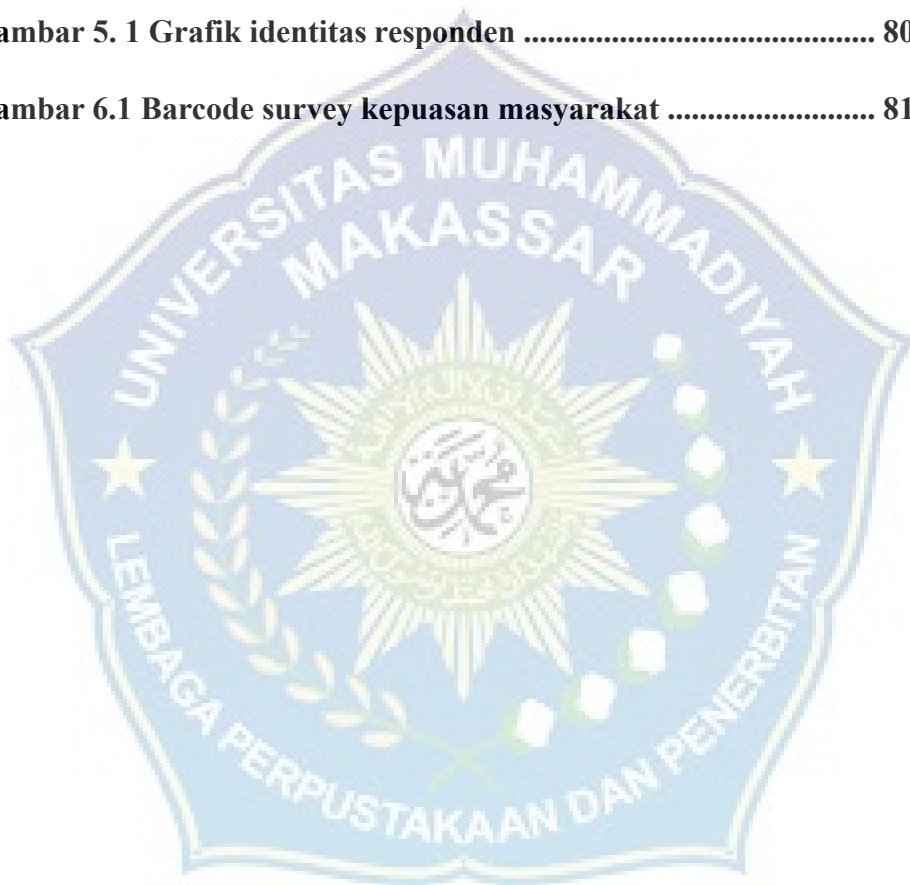 ambar 5. 1 Grafik identitas responden ............................................ 80
ambar 6.1 Barcode survey kepuasan masyarakat .......................... 81
UNIVERSITAS MUHAMMADIYAH
MAKASSAR
LEMBAGA PERPUSTAKAAN DAN PENERBITAN